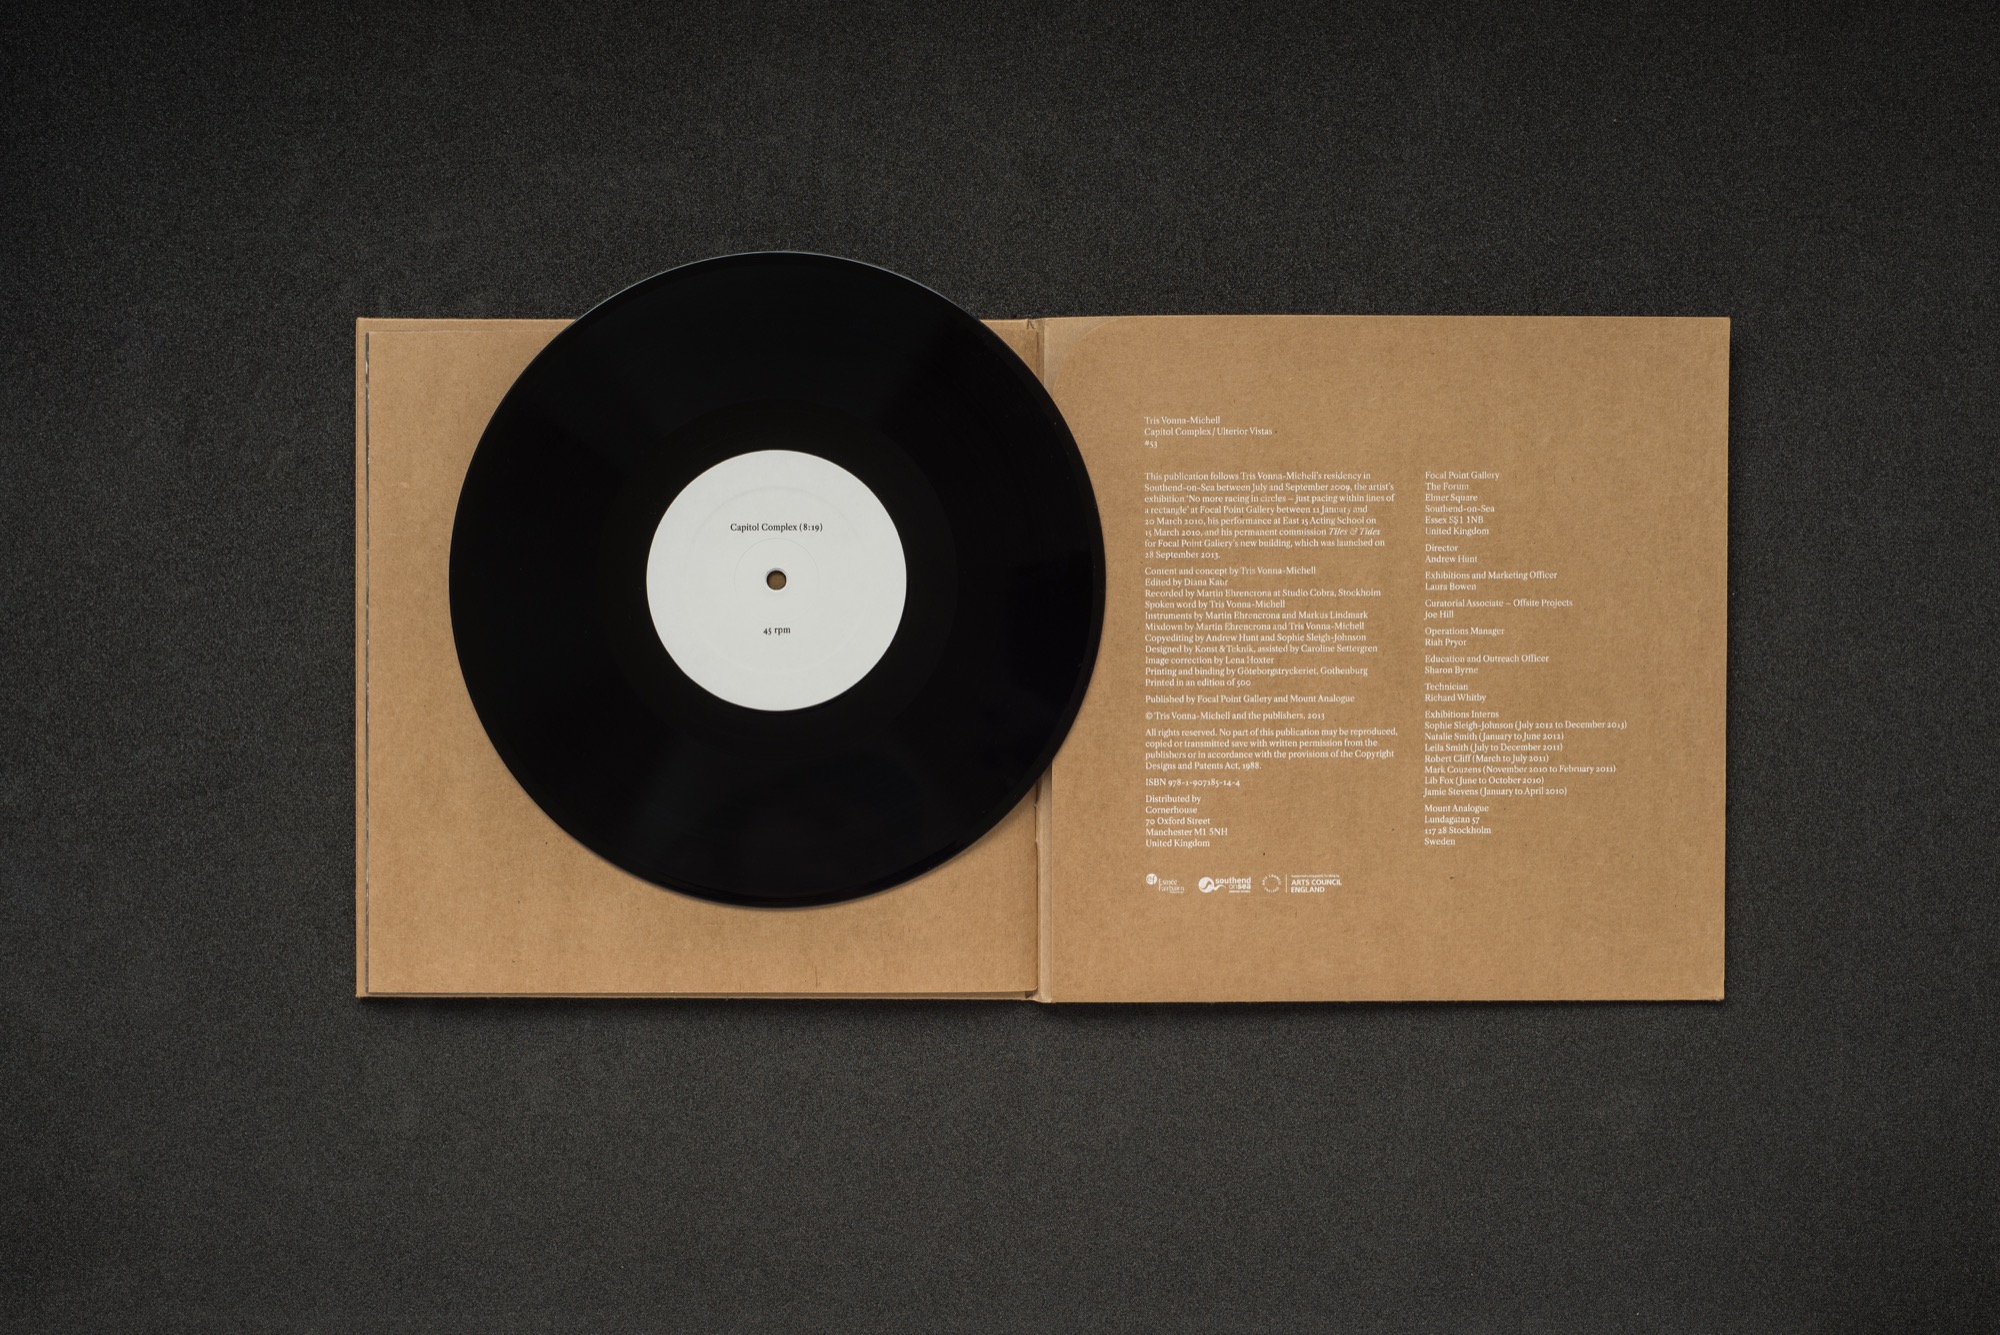 Capitol Complex (8:19)
45 rpm
Tris Vonna-Michell
Capitol Complex / Ulterior Vistas
#53
This publication follows Tris Vonna-Michell's residency in
Southend-on-Sea between July and September 2009, the artist's
exhibition 'No more racing in circles – just pacing within lines of
a rectangle' at Focal Point Gallery between 11 January and
20 March 2010, his performance at East 15 Acting School on
15 March 2010, and his permanent commission Tiles & Tides
for Focal Point Gallery's new building, which was launched on
28 September 2013.
Content and concept by Tris Vonna-Michell
Edited by Diana Kaur
Recorded by Martin Ehrencrona at Studio Cobra, Stockholm
Spoken word by Tris Vonna-Michell
Instruments by Martin Ehrencrona and Markus Lindmark
Mixdown by Martin Ehrencrona and Tris Vonna-Michell
Copyediting by Andrew Hunt and Sophie Sleigh-Johnson
Designed by Konst & Teknik, assisted by Caroline Settergren
Image correction by Lena Hoxter
Printing and binding by Göteborgstryckeriet, Gothenburg
Printed in an edition of 500
Published by Focal Point Gallery and Mount Analogue
© Tris Vonna-Michell and the publishers, 2013
All rights reserved. No part of this publication may be reproduced,
copied or transmitted save with written permission from the
publishers or in accordance with the provisions of the Copyright
Designs and Patents Act, 1988.
ISBN 978-1-907185-14-4
Distributed by
Cornerhouse
70 Oxford Street
Manchester M1 5NH
United Kingdom
Focal Point Gallery
The Forum
Elmer Square
Southend-on-Sea
Essex SS1 1NB
United Kingdom
Director
Andrew Hunt
Exhibitions and Marketing Officer
Laura Bowen
Curatorial Associate – Offsite Projects
Joe Hill
Operations Manager
Riah Pryor
Education and Outreach Officer
Sharon Byrne
Technician
Richard Whitby
Exhibitions Interns
Sophie Sleigh-Johnson (July 2012 to December 2013)
Natalie Smith (January to June 2012)
Leila Smith (July to December 2011)
Robert Cliff (March to July 2011)
Mark Couzens (November 2010 to February 2011)
Lib Fox (June to October 2010)
Jamie Stevens (January to April 2010)
Mount Analogue
Lundagatan 57
117 28 Stockholm
Sweden
Esmée
Fairbairn
southend
on sea
ARTS COUNCIL
ENGLAND